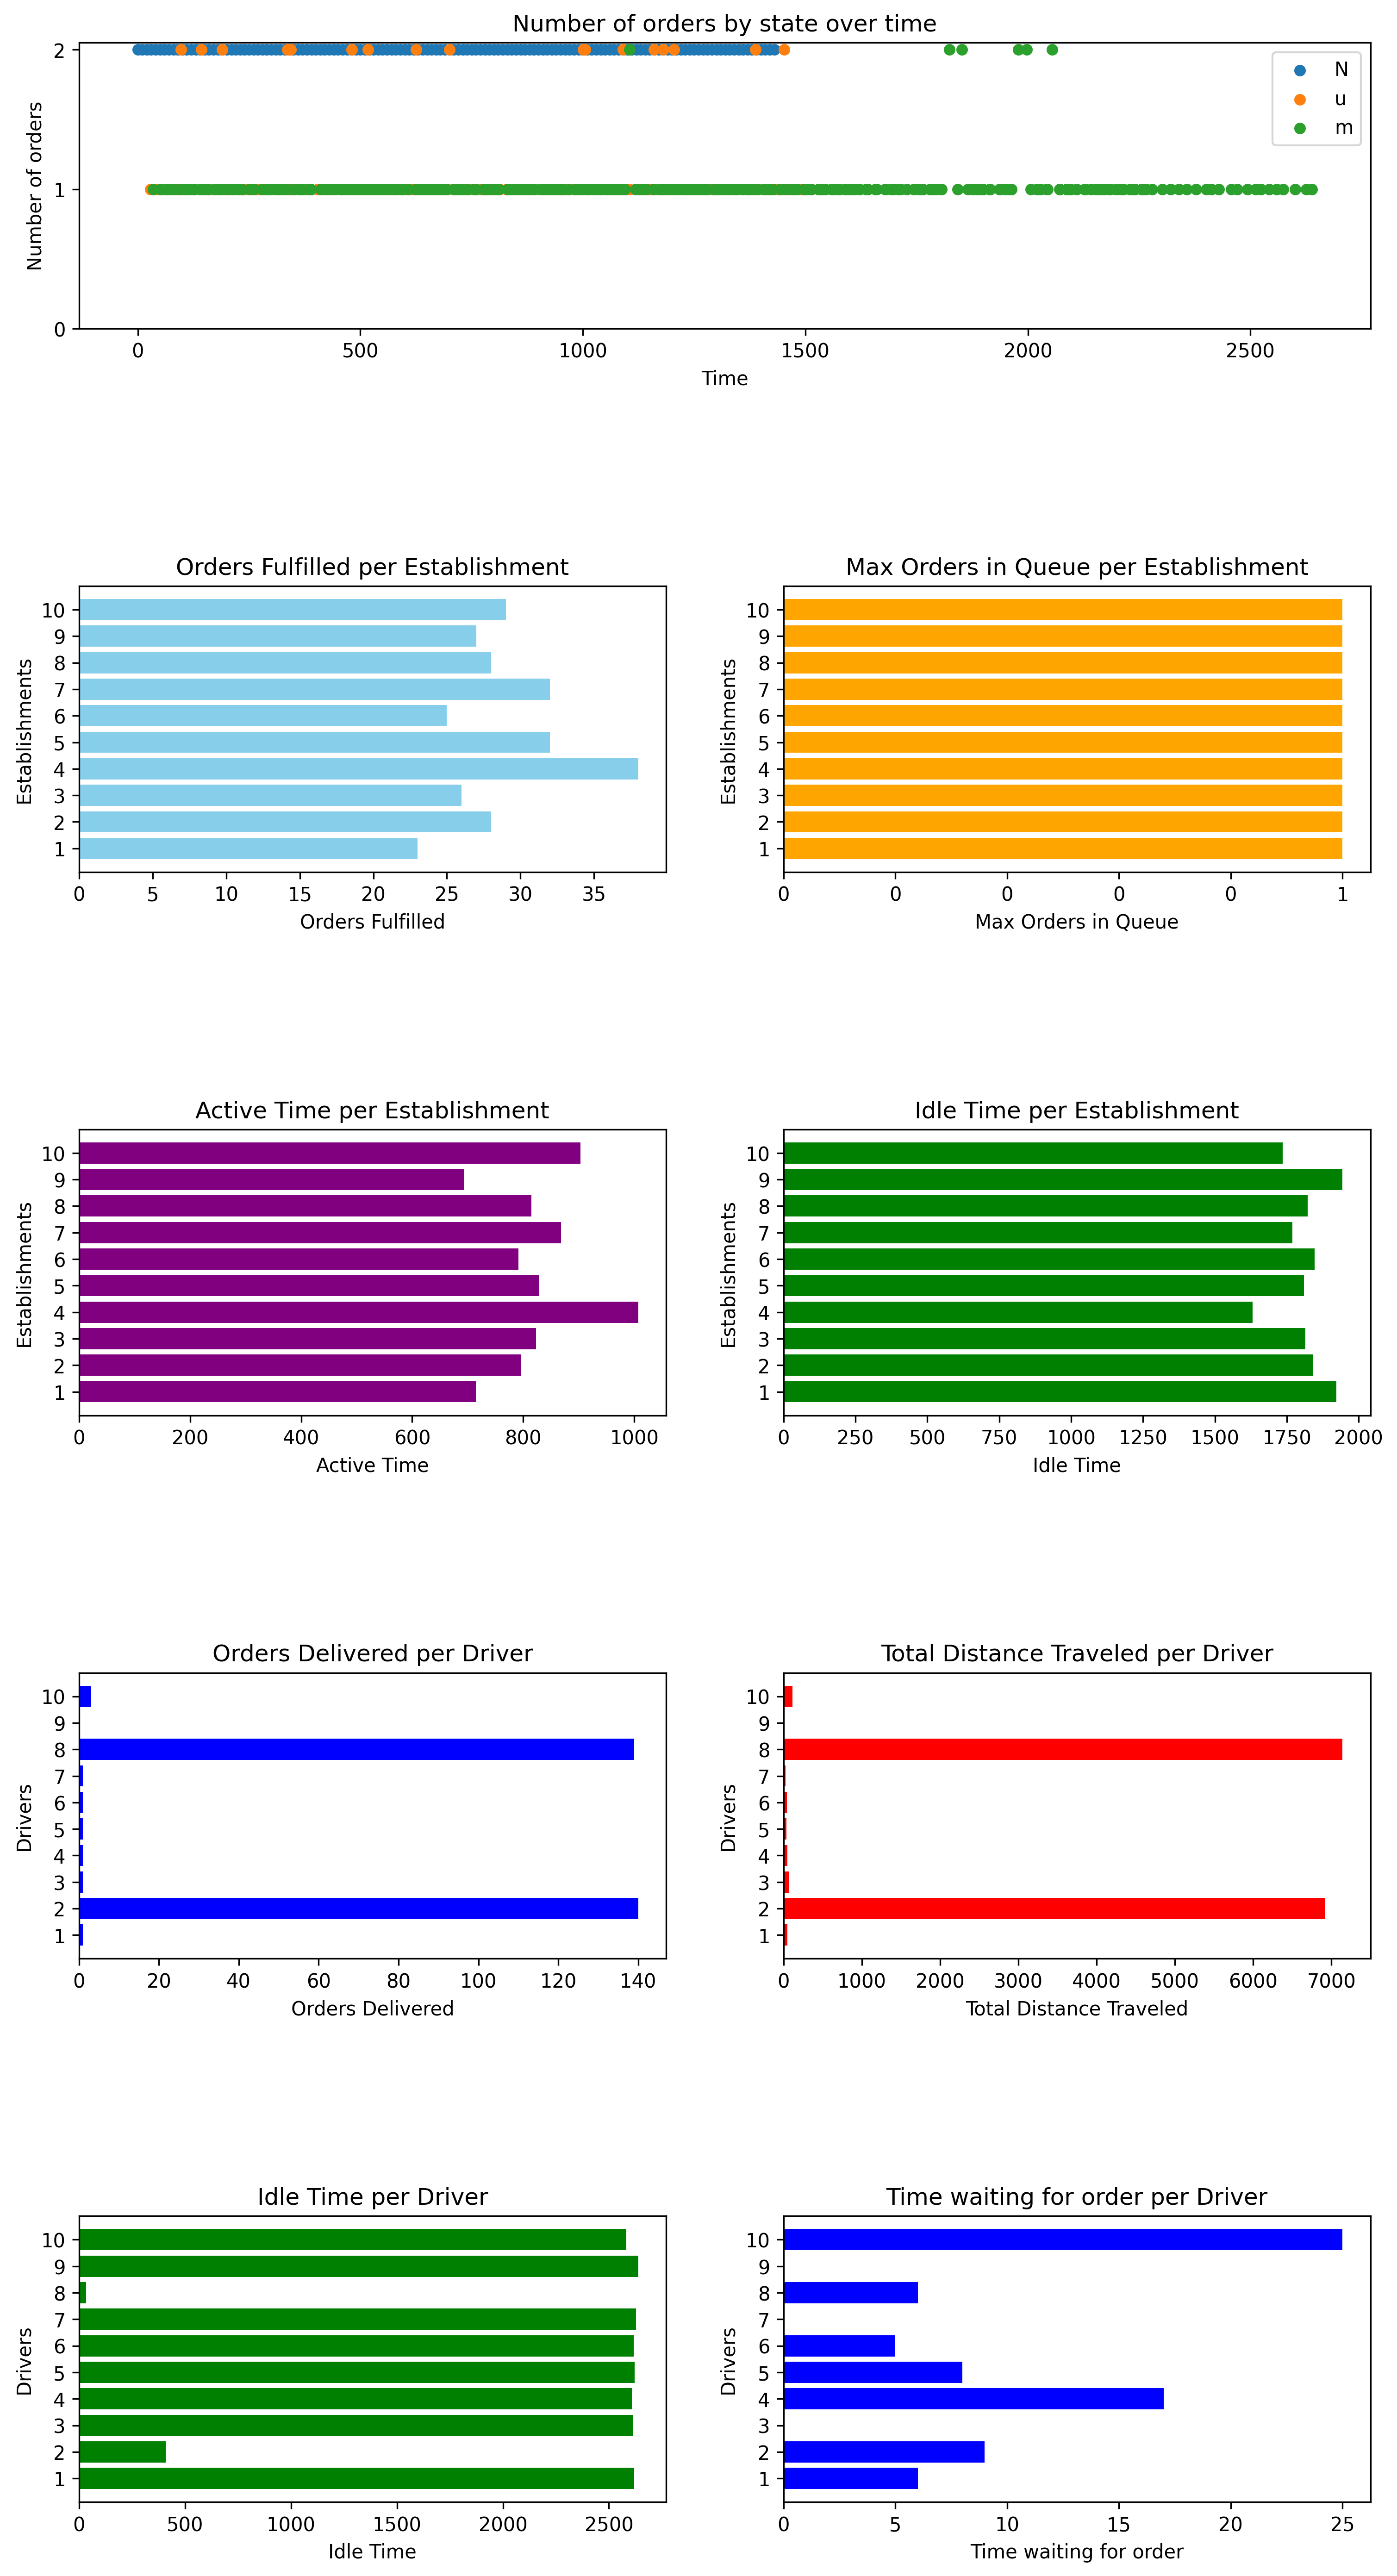 Number of orders by state over time
Number of orders
2
1
0
N
u
m
0 500 1000 1500 2000 2500
Time
Orders Fulfilled per Establishment
Establishments
10
9
8
7
6
5
4
3
2
1
0 5 10 15 20 25 30 35
Orders Fulfilled
Max Orders in Queue per Establishment
Establishments
10
9
8
7
6
5
4
3
2
1
0 0 0 0 0 1
Max Orders in Queue
Active Time per Establishment
Establishments
10
9
8
7
6
5
4
3
2
1
0 200 400 600 800 1000
Active Time
Idle Time per Establishment
Establishments
10
9
8
7
6
5
4
3
2
1
0 250 500 750 1000 1250 1500 1750 2000
Idle Time
Orders Delivered per Driver
Drivers
10
9
8
7
6
5
4
3
2
1
0 20 40 60 80 100 120 140
Orders Delivered
Total Distance Traveled per Driver
Drivers
10
9
8
7
6
5
4
3
2
1
0 1000 2000 3000 4000 5000 6000 7000
Total Distance Traveled
Idle Time per Driver
Drivers
10
9
8
7
6
5
4
3
2
1
0 500 1000 1500 2000 2500
Idle Time
Time waiting for order per Driver
Drivers
10
9
8
7
6
5
4
3
2
1
0 5 10 15 20 25
Time waiting for order